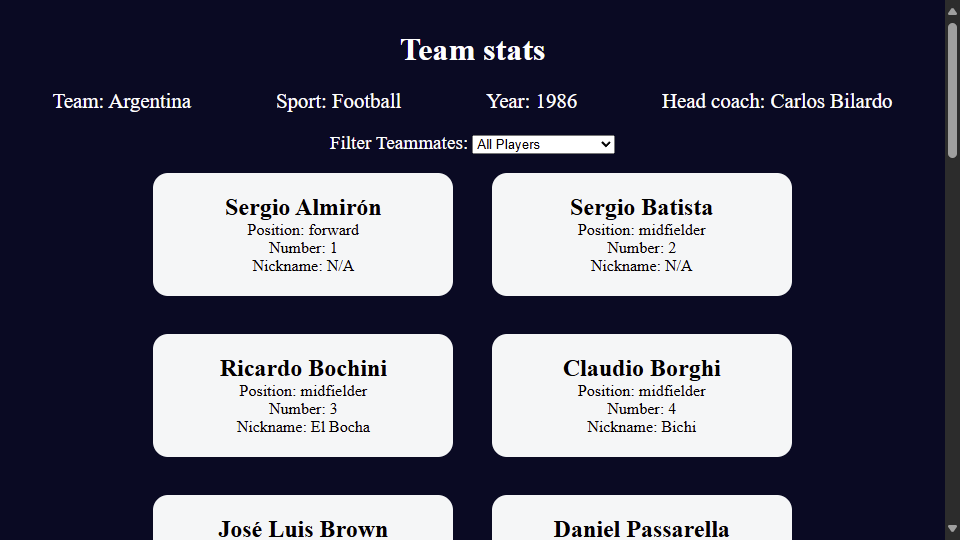 Team stats
Team: Argentina Sport: Football Year: 1986 Head coach: Carlos Bilardo
Filter Teammates: All Players
Sergio Almirón
Position: forward
Number: 1
Nickname: N/A
Sergio Batista
Position: midfielder
Number: 2
Nickname: N/A
Ricardo Bochini
Position: midfielder
Number: 3
Nickname: El Bocha
Claudio Borghi
Position: midfielder
Number: 4
Nickname: Bichi
José Luis Brown
Daniel Passarella